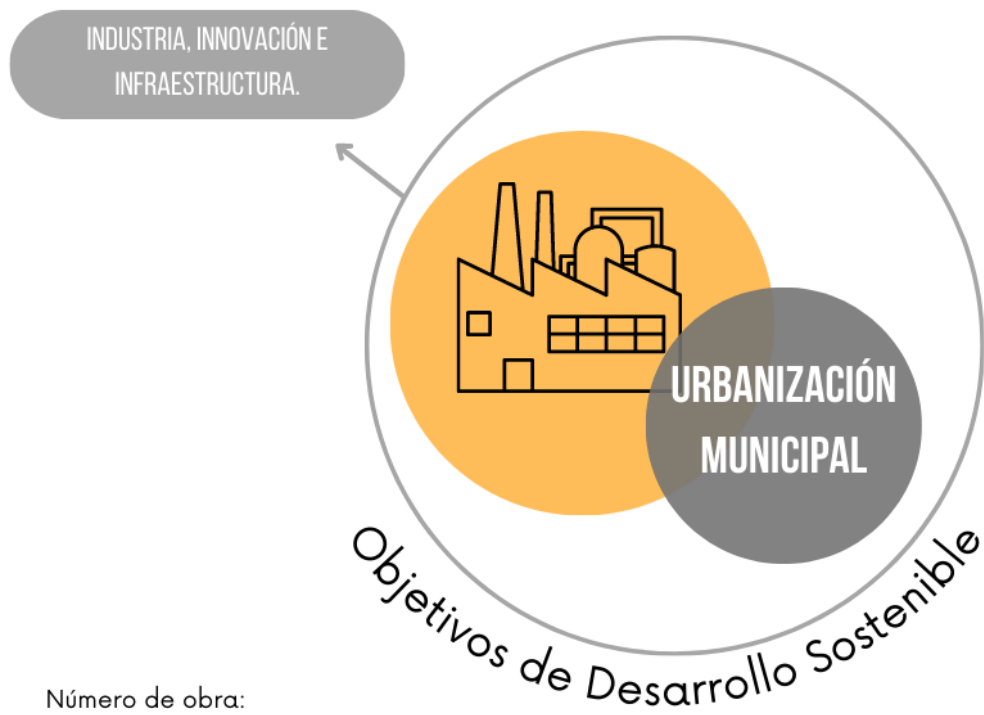 INDUSTRIA, INNOVACIÓN E
INFRAESTRUCTURA.
URBANIZACIÓN
MUNICIPAL
Objetivos de Desarrollo Sostenible
Número de obra: